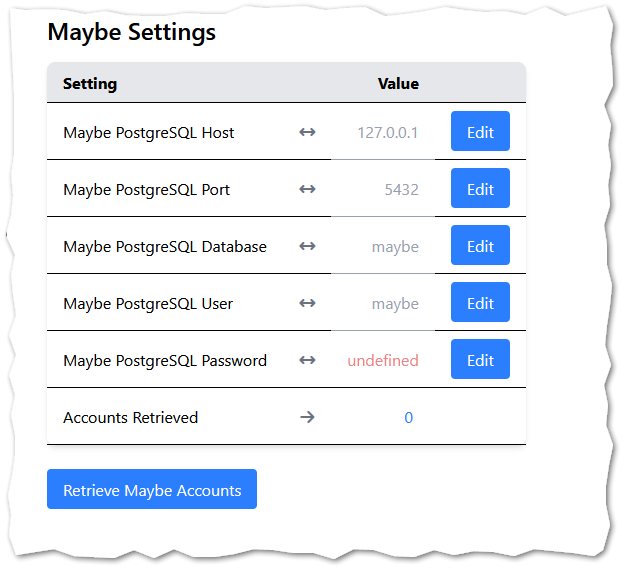 Maybe Settings
Setting Value
Maybe PostgreSQL Host ↔ 127.0.0.1 Edit
Maybe PostgreSQL Port ↔ 5432 Edit
Maybe PostgreSQL Database ↔ maybe Edit
Maybe PostgreSQL User ↔ maybe Edit
Maybe PostgreSQL Password ↔ undefined Edit
Accounts Retrieved → 0
Retrieve Maybe Accounts